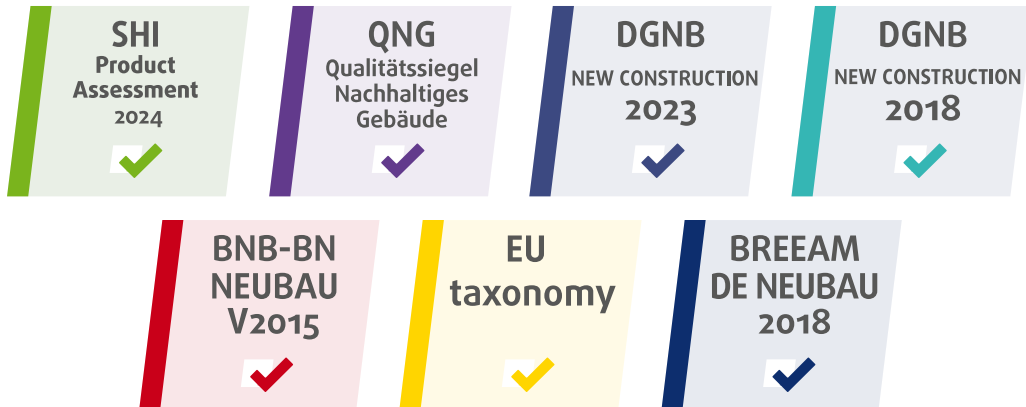 SHI
Product
Assessment
2024
QNG
Qualitätssiegel
Nachhaltiges
Gebäude
DGNB
NEW CONSTRUCTION
2023
DGNB
NEW CONSTRUCTION
2018
BNB-BN
NEUBAU
V2015
EU
taxonomy
BREEAM
DE NEUBAU
2018